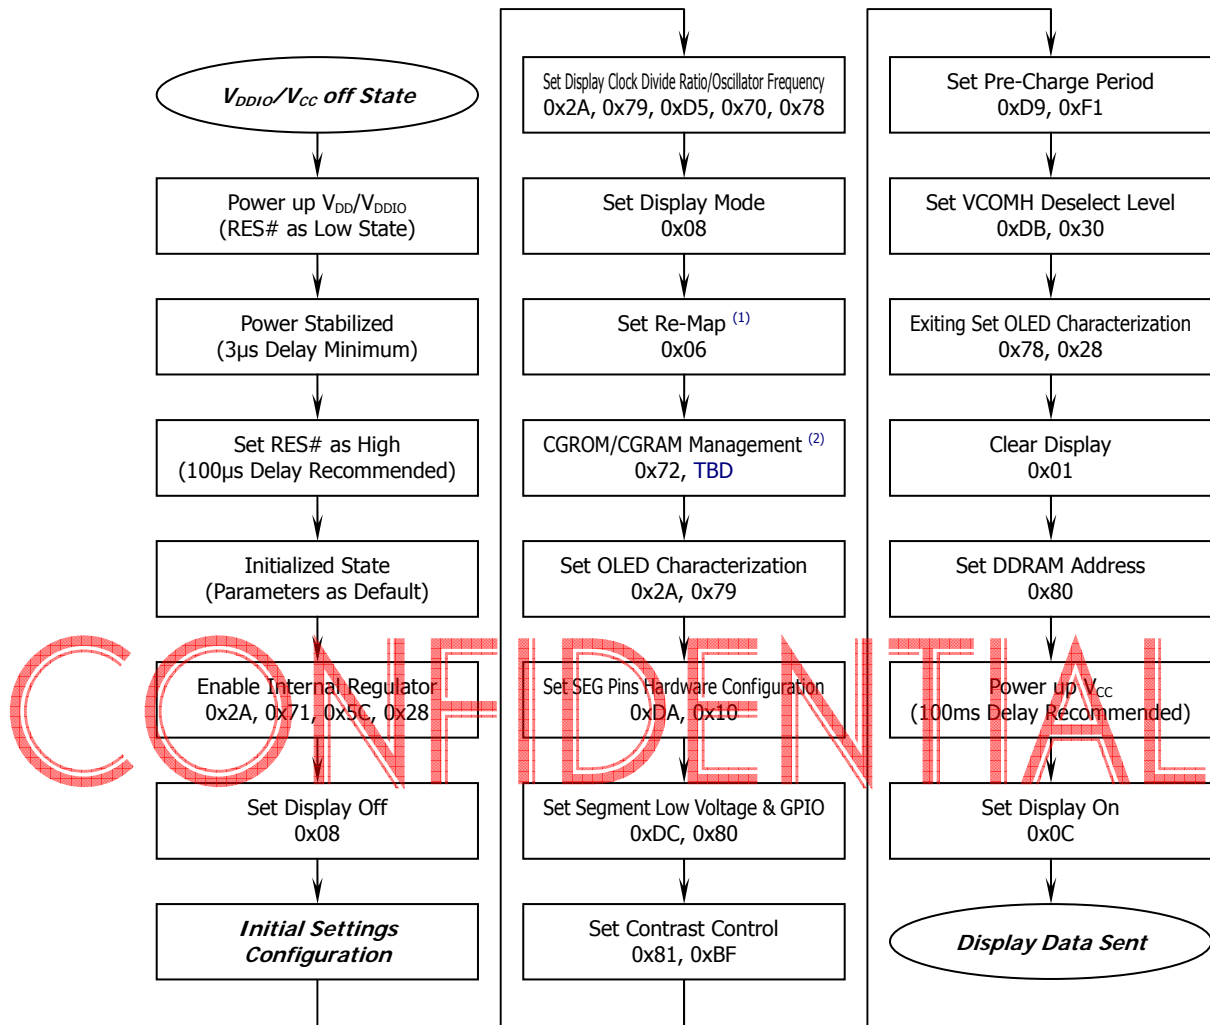 V_DDIO/V_CC off State
Power up V_DD/V_DDIO
(RES# as Low State)
Power Stabilized
(3µs Delay Minimum)
Set RES# as High
(100µs Delay Recommended)
Initialized State
(Parameters as Default)
Enable Internal Regulator
0x2A, 0x71, 0x5C, 0x28
Set Display Off
0x08
Initial Settings
Configuration
Set Display Clock Divide Ratio/Oscillator Frequency
0x2A, 0x79, 0xD5, 0x70, 0x78
Set Display Mode
0x08
Set Re-Map (1)
0x06
CGROM/CGRAM Management (2)
0x72, TBD
Set OLED Characterization
0x2A, 0x79
Set SEG Pins Hardware Configuration
0xDA, 0x10
Set Segment Low Voltage & GPIO
0xDC, 0x80
Set Contrast Control
0x81, 0xBF
Set Pre-Charge Period
0xD9, 0xF1
Set VCOMH Deselect Level
0xDB, 0x30
Exiting Set OLED Characterization
0x78, 0x28
Clear Display
0x01
Set DDRAM Address
0x80
Power up V_CC
(100ms Delay Recommended)
Set Display On
0x0C
Display Data Sent
CONFIDENTIAL